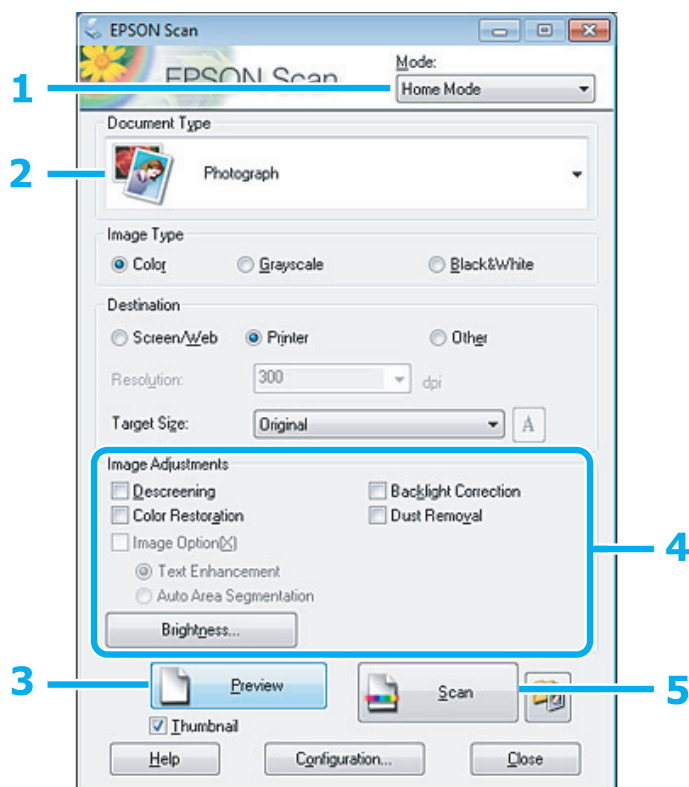 EPSON Scan
EPSON Scan
Mode:
1
Home Mode
Document Type
2
Photograph
Image Type
Color
Grayscale
Black&White
Destination
Screen/Web
Printer
Other
Resolution:
300
dpi
Target Size:
Original
A
Image Adjustments
Descreening
Backlight Correction
Color Restoration
Dust Removal
Image Option(X)
4
Text Enhancement
Auto Area Segmentation
Brightness...
3
Preview
Scan
5
Thumbnail
Help
Configuration...
Close